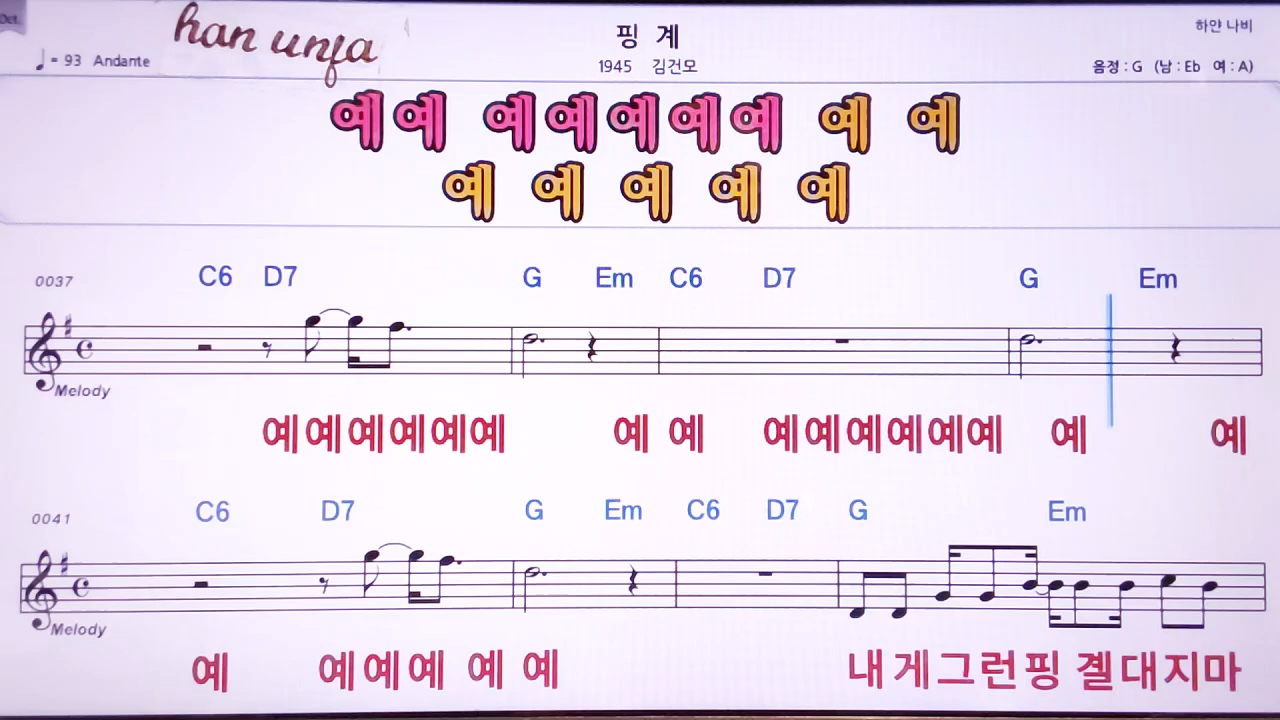 Oct.
han unfa
♩= 93 Andante
핑 계
1945 김건모
하얀 나비
음정 : G (남 : Eb 여 : A)
예예 예예예예예 예 예
예 예 예 예 예
0037 C6 D7 G Em C6 D7 G Em
Melody
예예예예예예 예 예 예예예예예예 예 예
0041 C6 D7 G Em C6 D7 G Em
Melody
예 예예예 예 예 내게그런핑 곌대지마